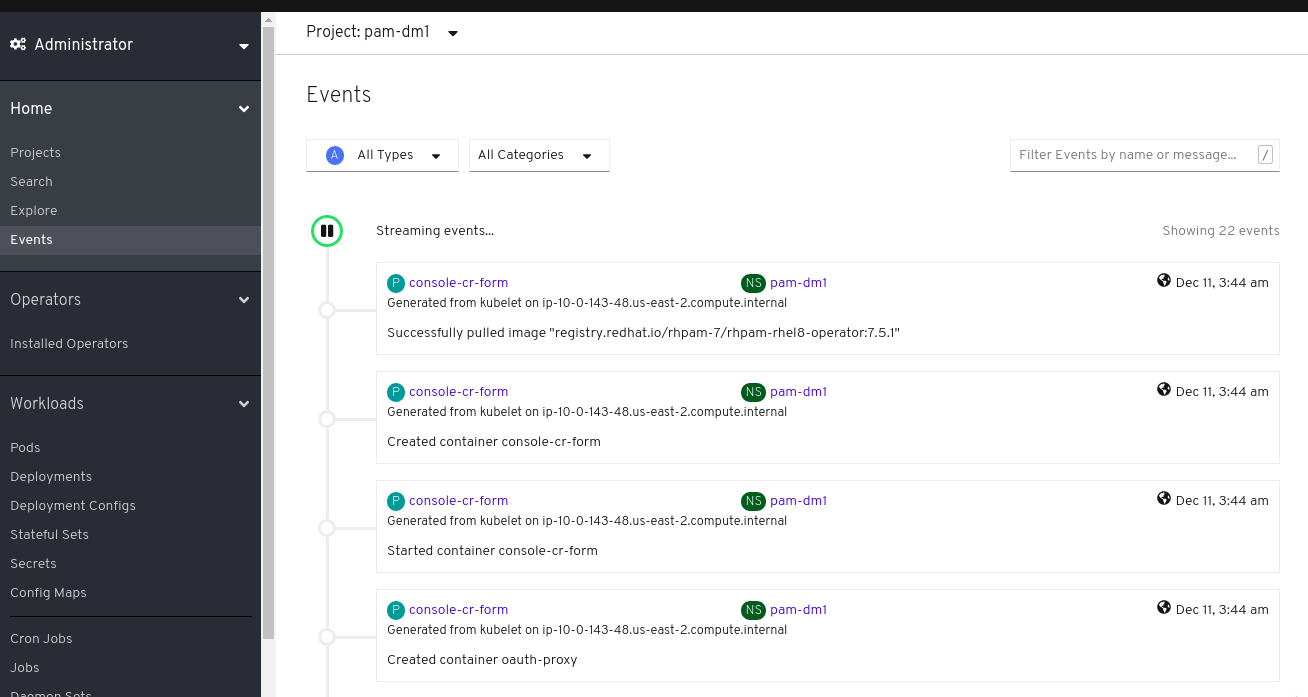 Administrator
Home
Projects
Search
Explore
Events
Operators
Installed Operators
Workloads
Pods
Deployments
Deployment Configs
Stateful Sets
Secrets
Config Maps
Cron Jobs
Jobs
Daemon Sets
Project: pam-dm1
Events
A All Types
All Categories
Filter Events by name or message... /
Streaming events...
Showing 22 events
P console-cr-form NS pam-dm1 Dec 11, 3:44 am
Generated from kubelet on ip-10-0-143-48.us-east-2.compute.internal
Successfully pulled image "registry.redhat.io/rhpam-7/rhpam-rhel8-operator:7.5.1"
P console-cr-form NS pam-dm1 Dec 11, 3:44 am
Generated from kubelet on ip-10-0-143-48.us-east-2.compute.internal
Created container console-cr-form
P console-cr-form NS pam-dm1 Dec 11, 3:44 am
Generated from kubelet on ip-10-0-143-48.us-east-2.compute.internal
Started container console-cr-form
P console-cr-form NS pam-dm1 Dec 11, 3:44 am
Generated from kubelet on ip-10-0-143-48.us-east-2.compute.internal
Created container oauth-proxy